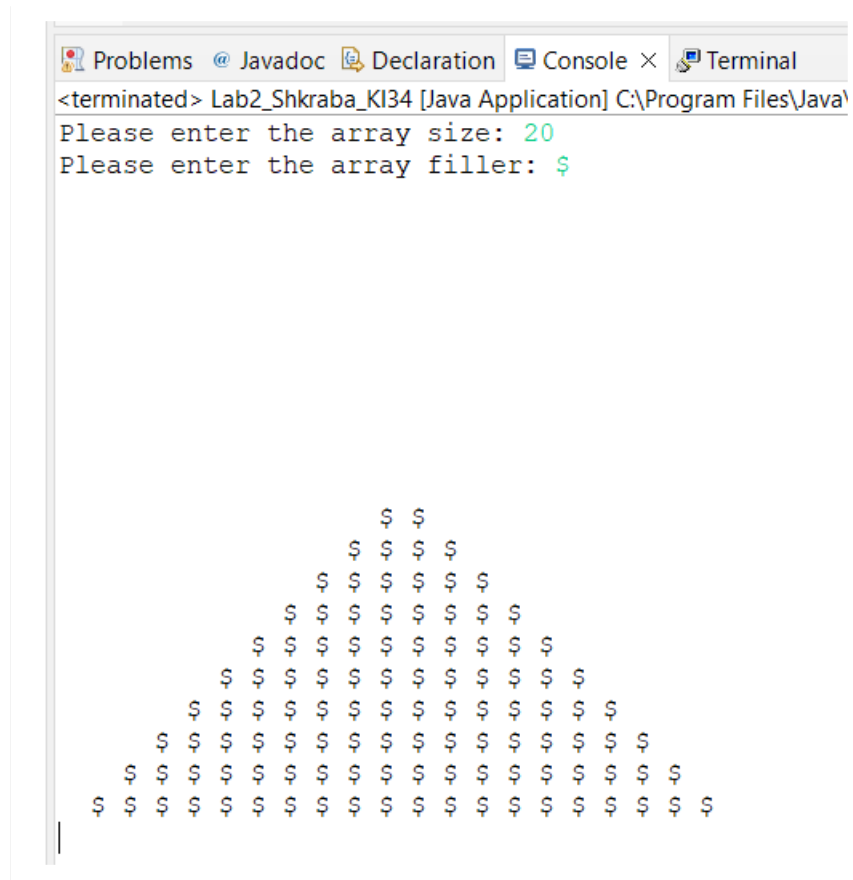 Problems @ Javadoc Declaration Console Terminal
<terminated> Lab2_Shkraba_KI34 [Java Application] C:\Program Files\Java\
Please enter the array size: 20
Please enter the array filler: $
$ $
$ $ $ $
$ $ $ $ $ $
$ $ $ $ $ $ $ $
$ $ $ $ $ $ $ $ $ $
$ $ $ $ $ $ $ $ $ $ $ $
$ $ $ $ $ $ $ $ $ $ $ $ $ $
$ $ $ $ $ $ $ $ $ $ $ $ $ $ $ $
$ $ $ $ $ $ $ $ $ $ $ $ $ $ $ $ $ $
$ $ $ $ $ $ $ $ $ $ $ $ $ $ $ $ $ $ $ $